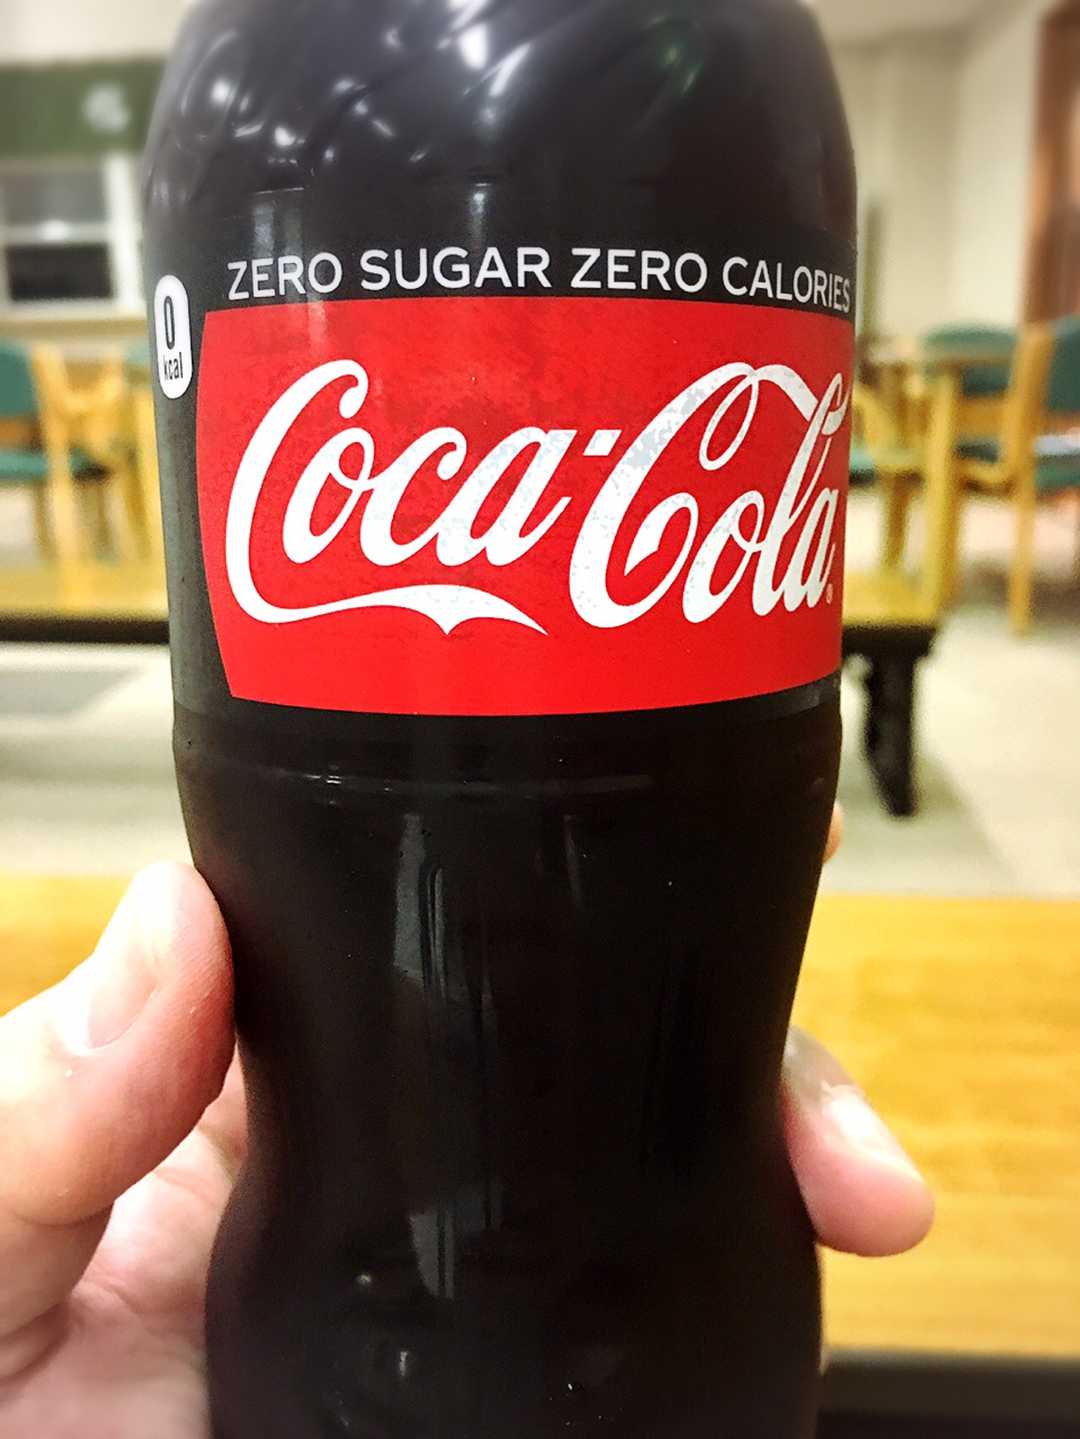 ZERO SUGAR ZERO CALORIES
0
kcal
Coca-Cola®